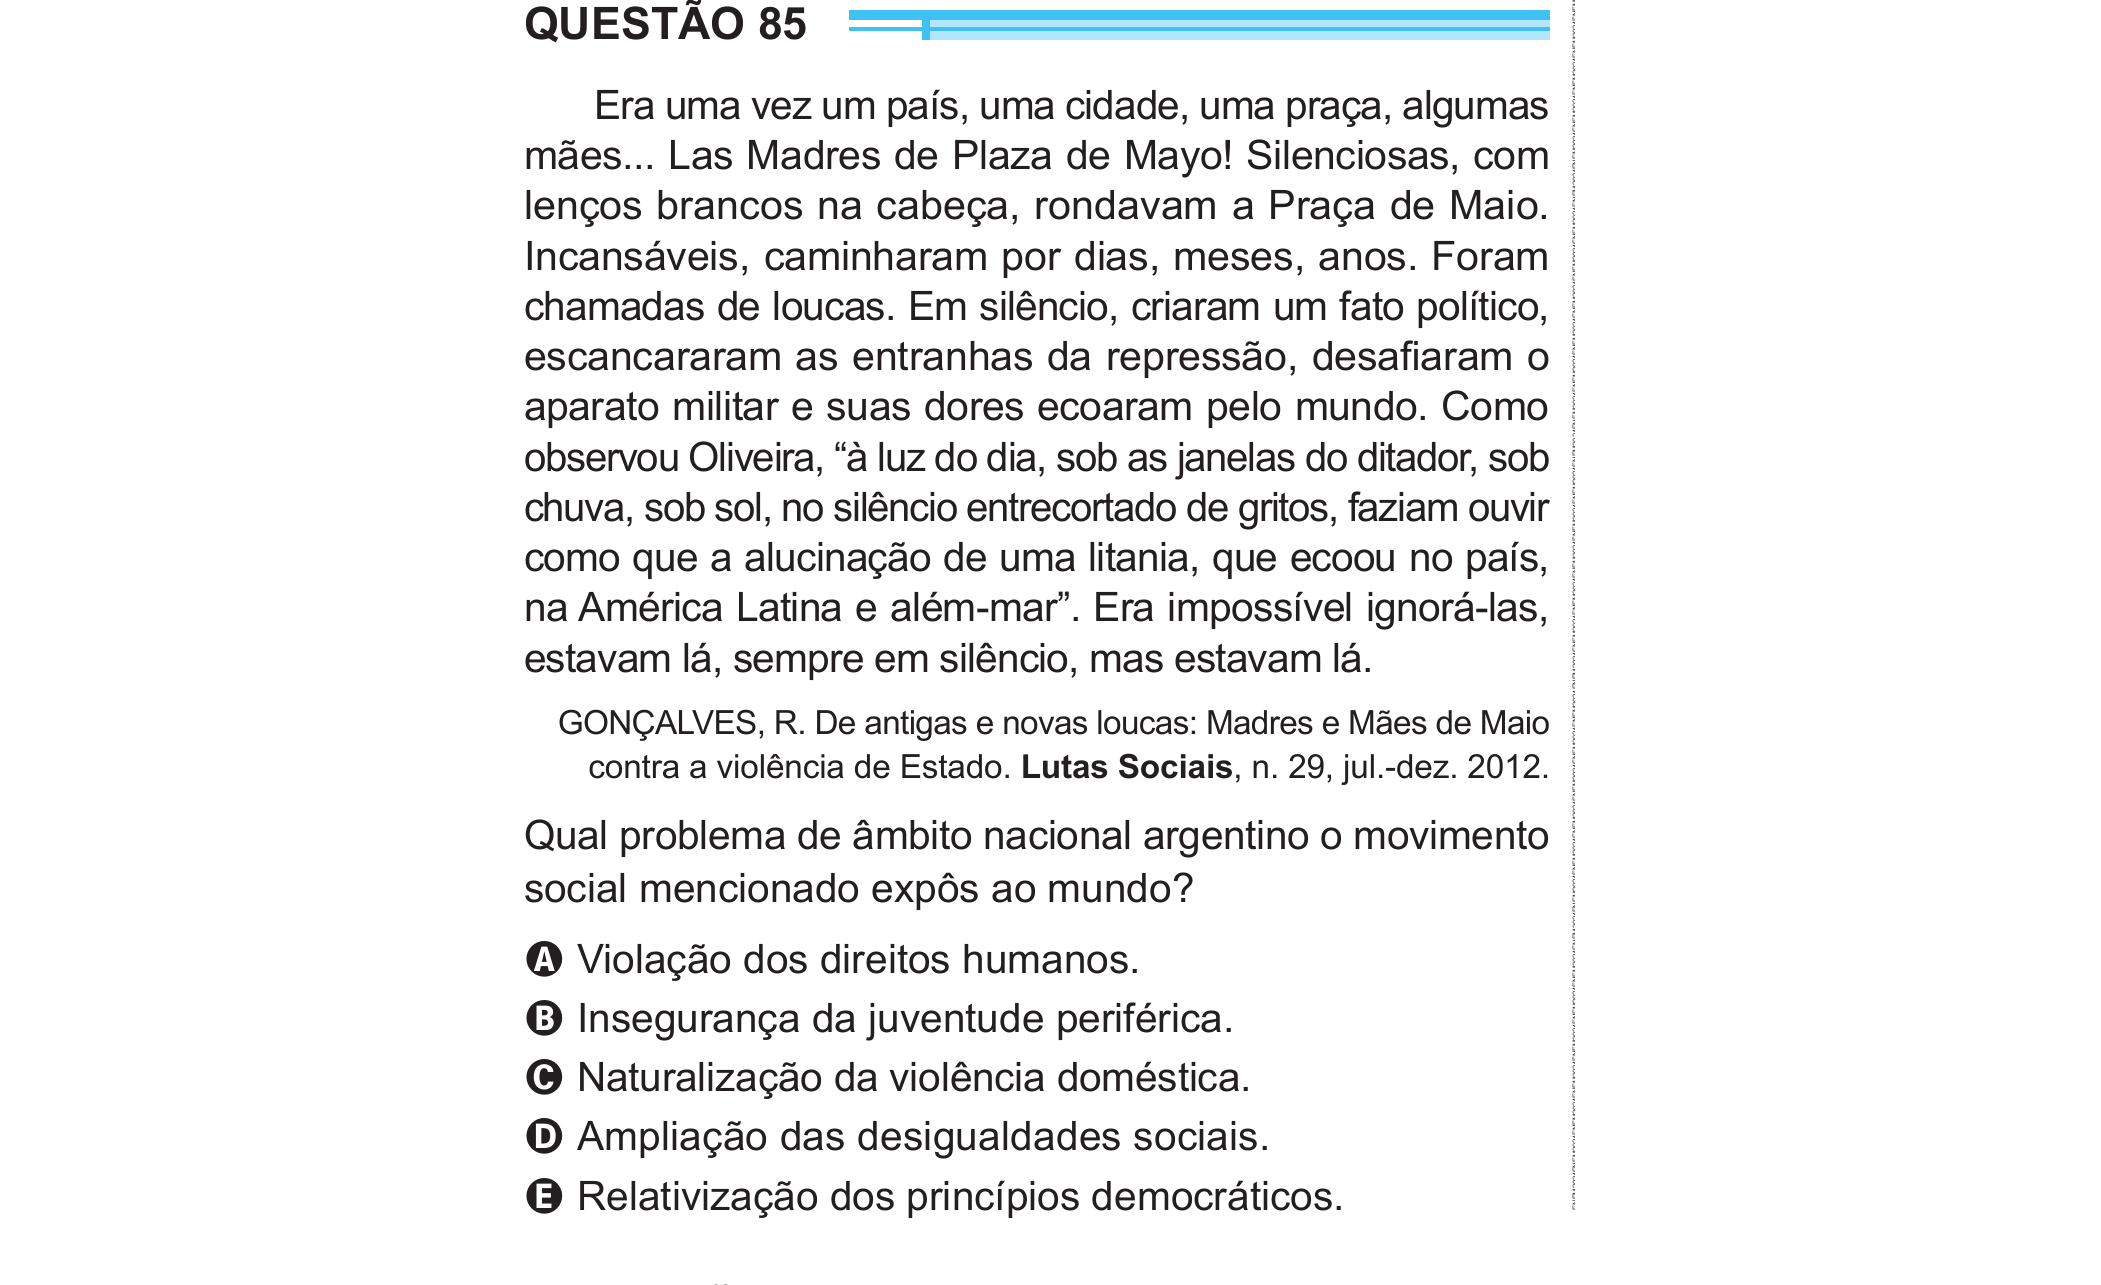 QUESTÃO 85
Era uma vez um país, uma cidade, uma praça, algumas
mães... Las Madres de Plaza de Mayo! Silenciosas, com
lenços brancos na cabeça, rondavam a Praça de Maio.
Incansáveis, caminharam por dias, meses, anos. Foram
chamadas de loucas. Em silêncio, criaram um fato político,
escancararam as entranhas da repressão, desafiaram o
aparato militar e suas dores ecoaram pelo mundo. Como
observou Oliveira, “à luz do dia, sob as janelas do ditador, sob
chuva, sob sol, no silêncio entrecortado de gritos, faziam ouvir
como que a alucinação de uma litania, que ecoou no país,
na América Latina e além-mar”. Era impossível ignorá-las,
estavam lá, sempre em silêncio, mas estavam lá.
GONÇALVES, R. De antigas e novas loucas: Madres e Mães de Maio
contra a violência de Estado. Lutas Sociais, n. 29, jul.-dez. 2012.
Qual problema de âmbito nacional argentino o movimento
social mencionado expôs ao mundo?
A Violação dos direitos humanos.
B Insegurança da juventude periférica.
C Naturalização da violência doméstica.
D Ampliação das desigualdades sociais.
E Relativização dos princípios democráticos.